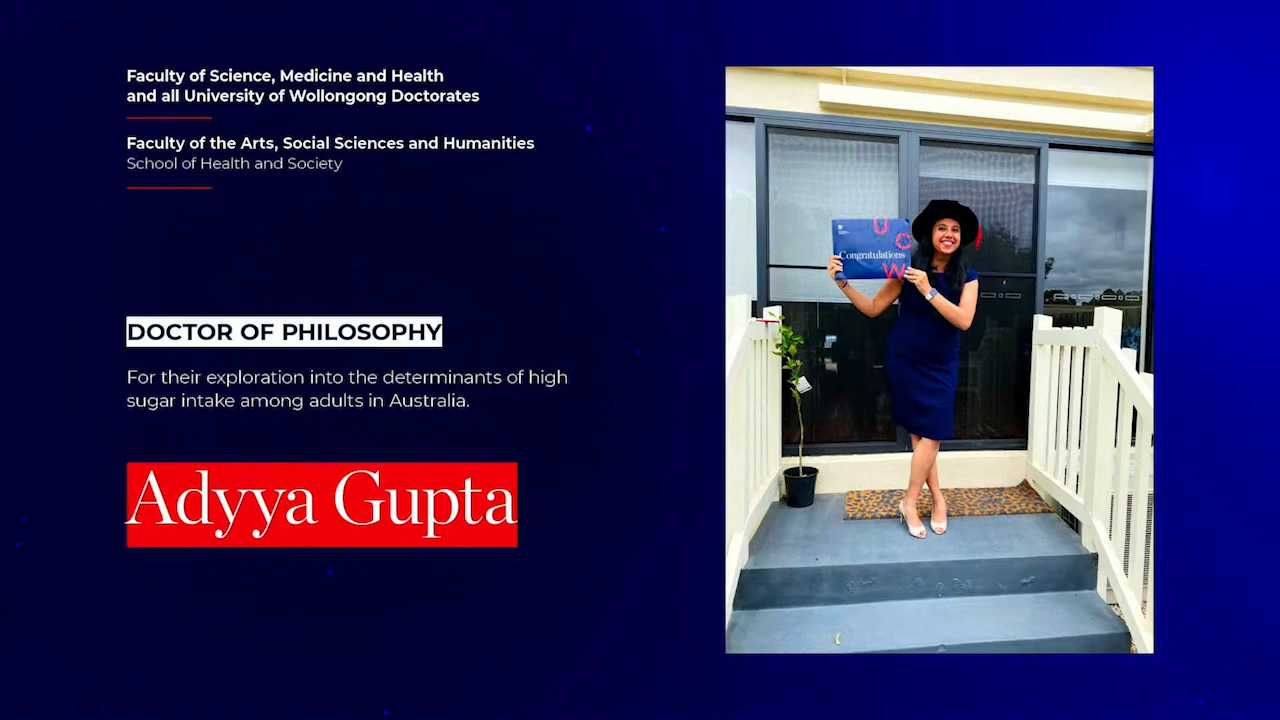 Faculty of Science, Medicine and Health
and all University of Wollongong Doctorates
Faculty of the Arts, Social Sciences and Humanities
School of Health and Society
DOCTOR OF PHILOSOPHY
For their exploration into the determinants of high
sugar intake among adults in Australia.
Adyya Gupta
U
O
Congratulations
W